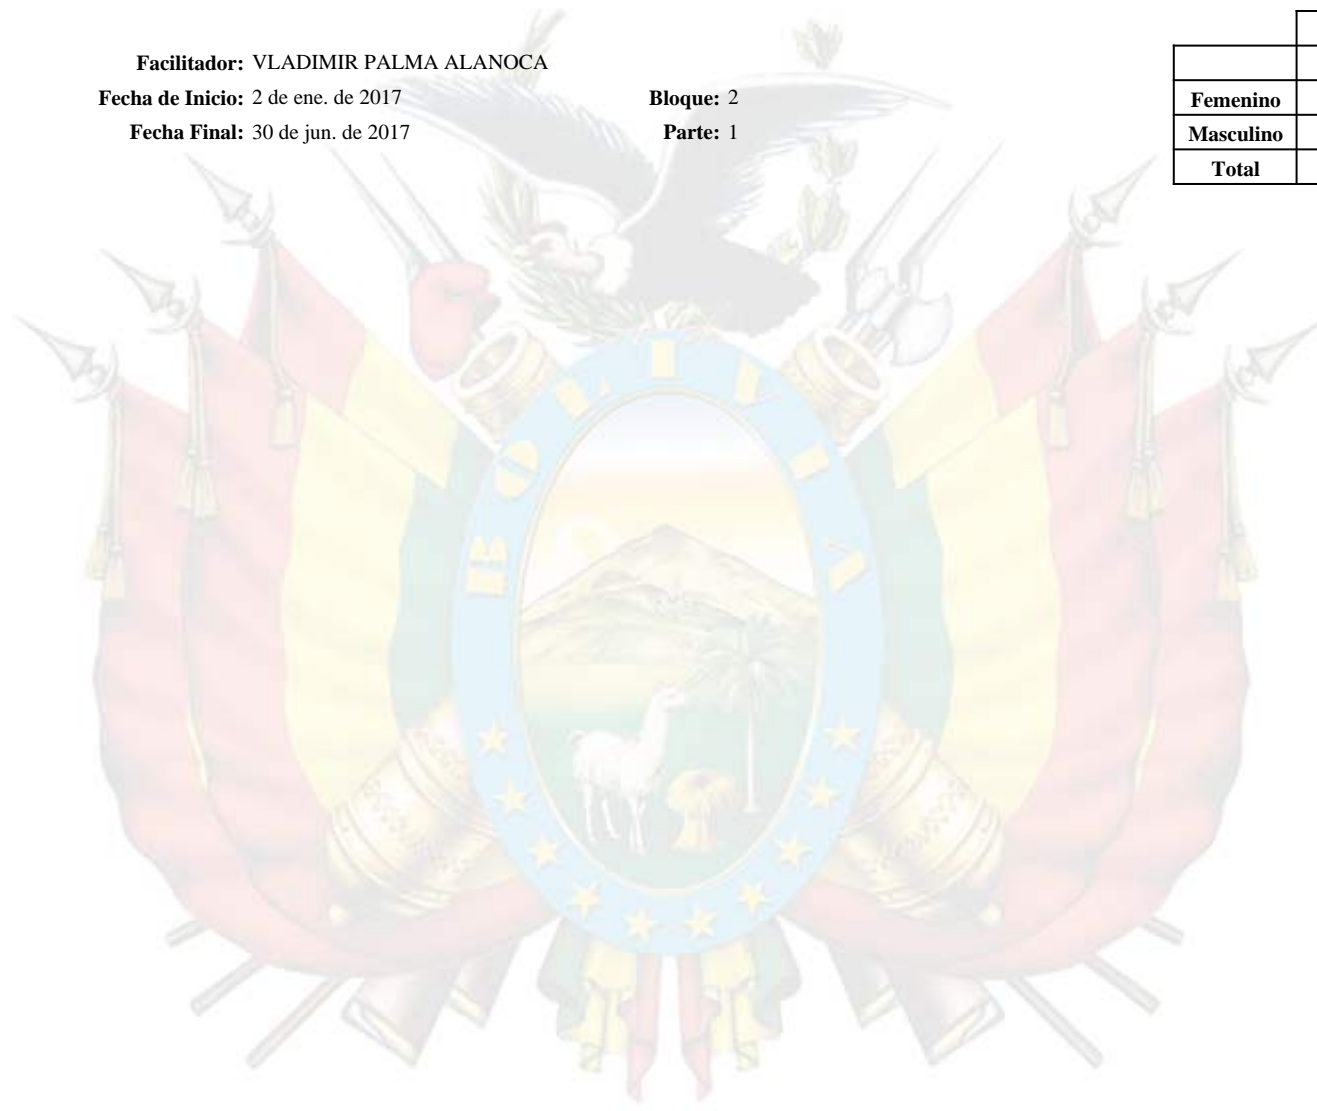 Facilitador: VLADIMIR PALMA ALANOCA
Fecha de Inicio: 2 de ene. de 2017 Bloque: 2
Fecha Final: 30 de jun. de 2017 Parte: 1
Femenino
Masculino
Total
BOLIVIA